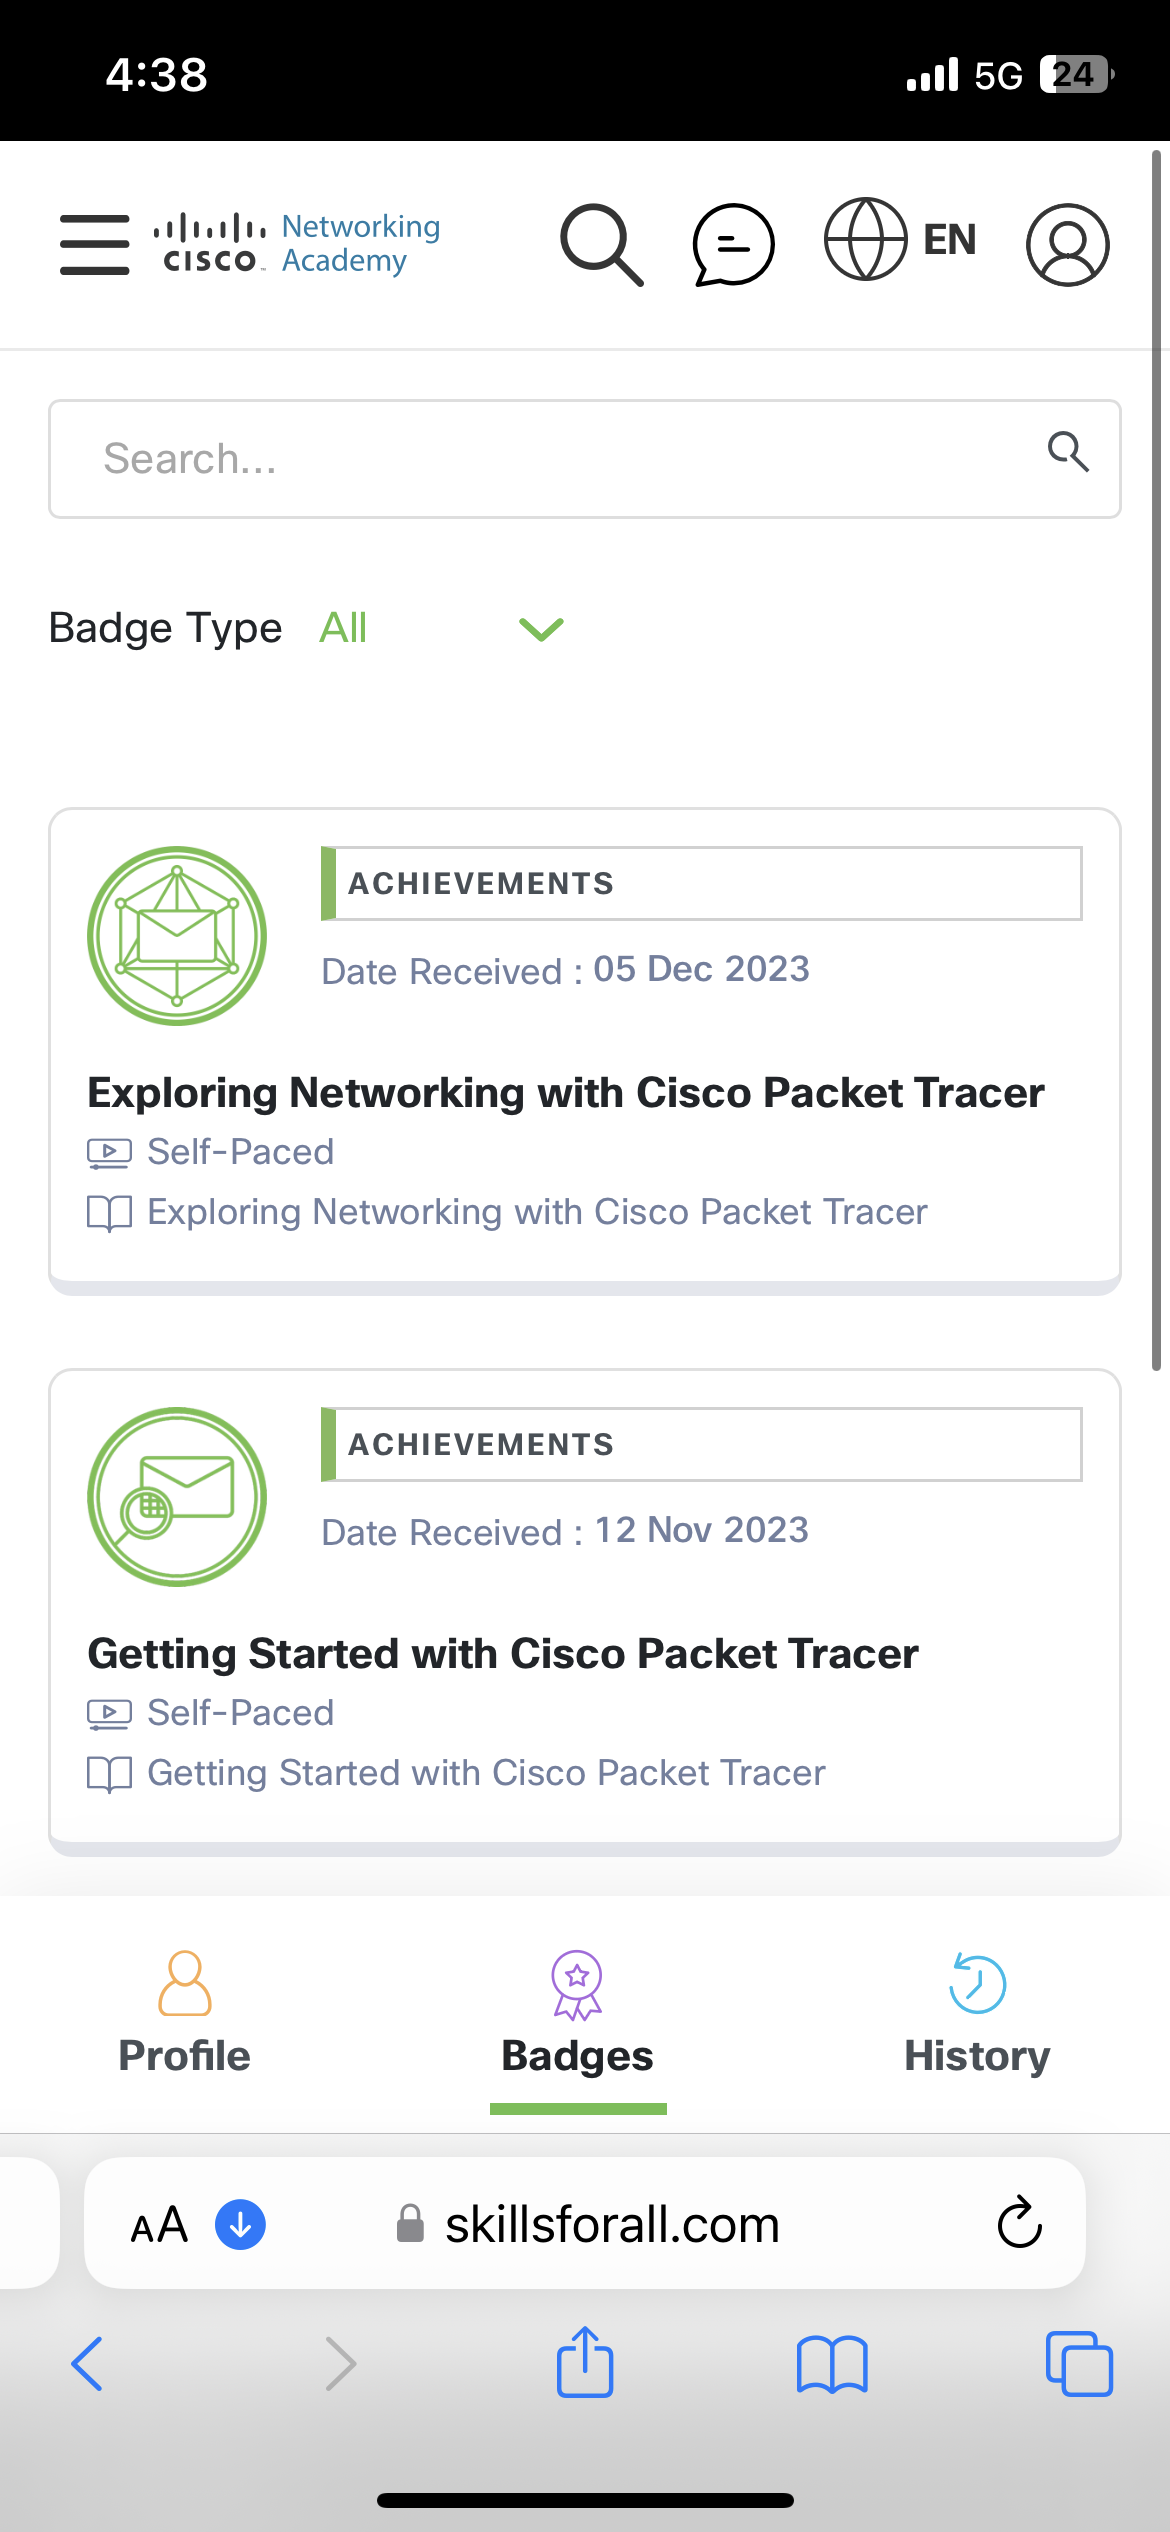 4:38
5G
24
CISCO
Networking
Academy
EN
Search...
Badge Type All
ACHIEVEMENTS
Date Received : 05 Dec 2023
Exploring Networking with Cisco Packet Tracer
Self-Paced
Exploring Networking with Cisco Packet Tracer
ACHIEVEMENTS
Date Received : 12 Nov 2023
Getting Started with Cisco Packet Tracer
Self-Paced
Getting Started with Cisco Packet Tracer
Profile
Badges
History
AA
skillsforall.com